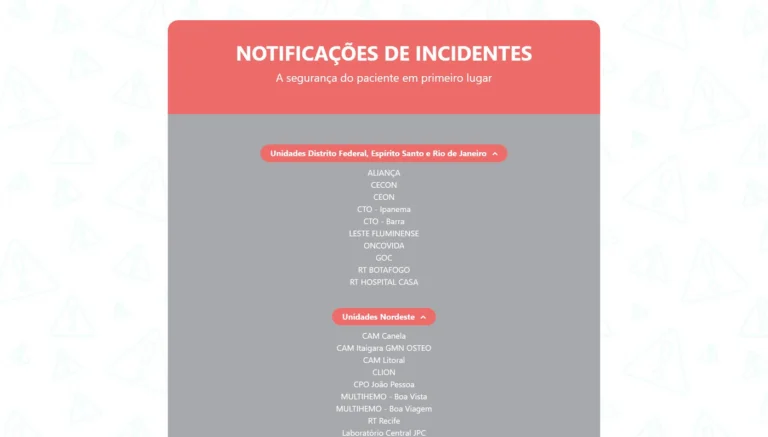 NOTIFICAÇÕES DE INCIDENTES
A segurança do paciente em primeiro lugar
Unidades Distrito Federal, Espírito Santo e Rio de Janeiro
ALIANÇA
CECON
CEON
CTO - Ipanema
CTO - Barra
LESTE FLUMINENSE
ONCOVIDA
GOC
RT BOTAFOGO
RT HOSPITAL CASA
Unidades Nordeste
CAM Canela
CAM Itaigara GMN OSTEO
CAM Litoral
CLION
CPO João Pessoa
MULTIHEMO - Boa Vista
MULTIHEMO - Boa Viagem
RT Recife
Laboratório Central JPC